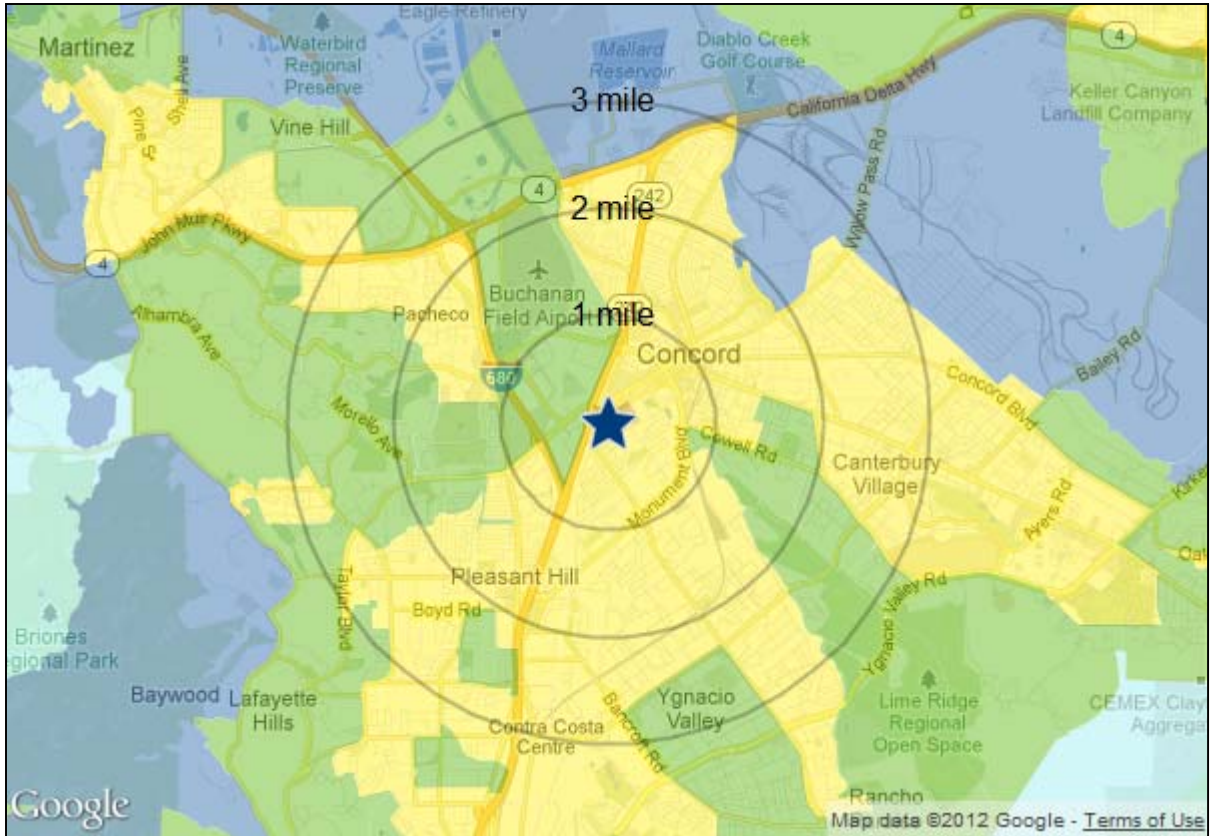 Eagle Refinery
4
Martinez
Waterbird
Regional
Preserve
Mallard
Reservoir
Diablo Creek
Golf Course
Shell Ave
Pine St
Vine Hill
3 mile
California Delta Hwy
Keller Canyon
Landfill Company
Willow Pass Rd
4
242
2 mile
John Muir Pkwy
4
Buchanan
Field Aiport
1 mile
Pacheco
Alhambra Ave
Concord
680
Bailey Rd
Concord Blvd
Morello Ave
Cowell Rd
Monument Blvd
Canterbury
Village
Ayers Rd
Pleasant Hill
Boyd Rd
Taylor Blvd
Ygnacio Valley Rd
Briones
egional Park
Baywood
Lafayette
Hills
Ygnacio
Valley
Lime Ridge
Regional
Open Space
CEMEX Clay
Aggrega
Contra Costa
Centre
Bancroft Rd
Rancho
Google
Map data ©2012 Google - Terms of Use